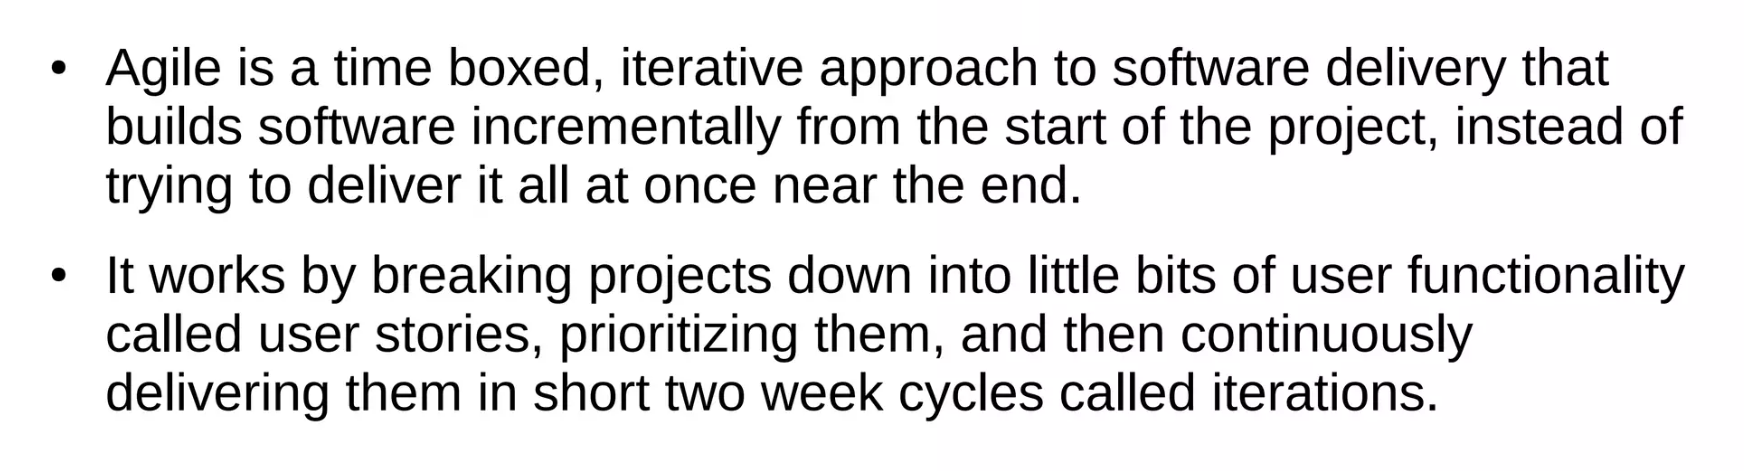 • Agile is a time boxed, iterative approach to software delivery that
builds software incrementally from the start of the project, instead of
trying to deliver it all at once near the end.
• It works by breaking projects down into little bits of user functionality
called user stories, prioritizing them, and then continuously
delivering them in short two week cycles called iterations.